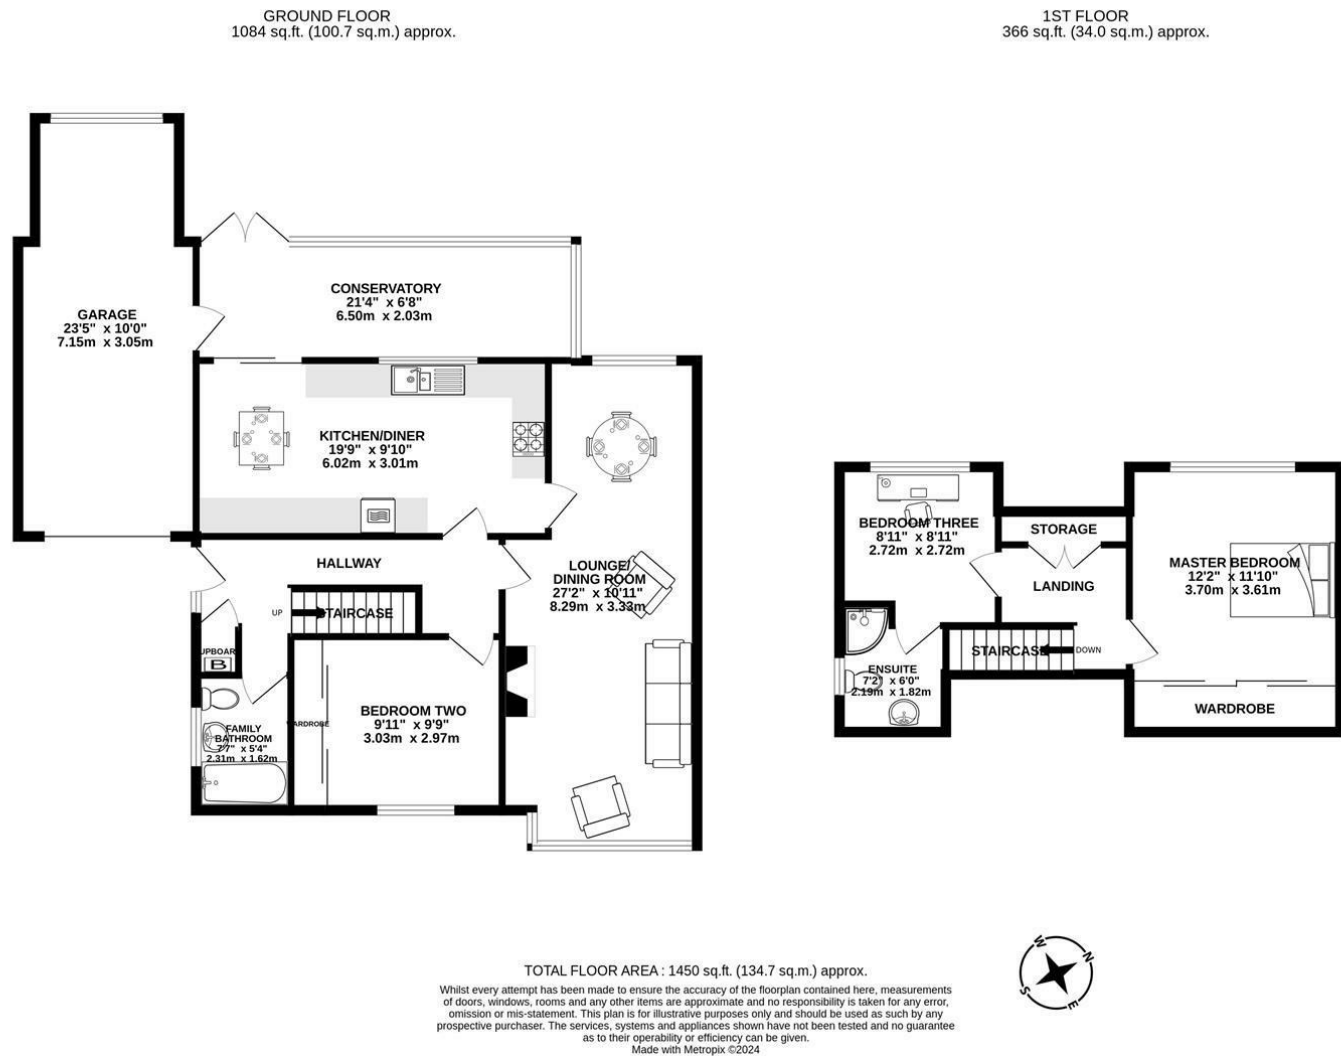 GROUND FLOOR
1084 sq.ft. (100.7 sq.m.) approx.
1ST FLOOR
366 sq.ft. (34.0 sq.m.) approx.
CONSERVATORY
21'4" x 6'8"
6.50m x 2.03m
GARAGE
23'5" x 10'0"
7.15m x 3.05m
KITCHEN/DINER
19'9" x 9'10"
6.02m x 3.01m
HALLWAY
LOUNGE/
DINING ROOM
27'2" x 10'11"
8.29m x 3.33m
UP
STAIRCASE
UPBOAR
B
BEDROOM TWO
9'11" x 9'9"
3.03m x 2.97m
WARDROBE
FAMILY
BATHROOM
7'7" x 5'4"
2.31m x 1.62m
BEDROOM THREE
8'11" x 8'11"
2.72m x 2.72m
STORAGE
LANDING
MASTER BEDROOM
12'2" x 11'10"
3.70m x 3.61m
STAIRCASE
DOWN
ENSUITE
7'2" x 6'0"
2.19m x 1.82m
WARDROBE
W
N
S
E
TOTAL FLOOR AREA : 1450 sq.ft. (134.7 sq.m.) approx.
Whilst every attempt has been made to ensure the accuracy of the floorplan contained here, measurements
of doors, windows, rooms and any other items are approximate and no responsibility is taken for any error,
omission or mis-statement. This plan is for illustrative purposes only and should be used as such by any
prospective purchaser. The services, systems and appliances shown have not been tested and no guarantee
as to their operability or efficiency can be given.
Made with Metropix ©2024